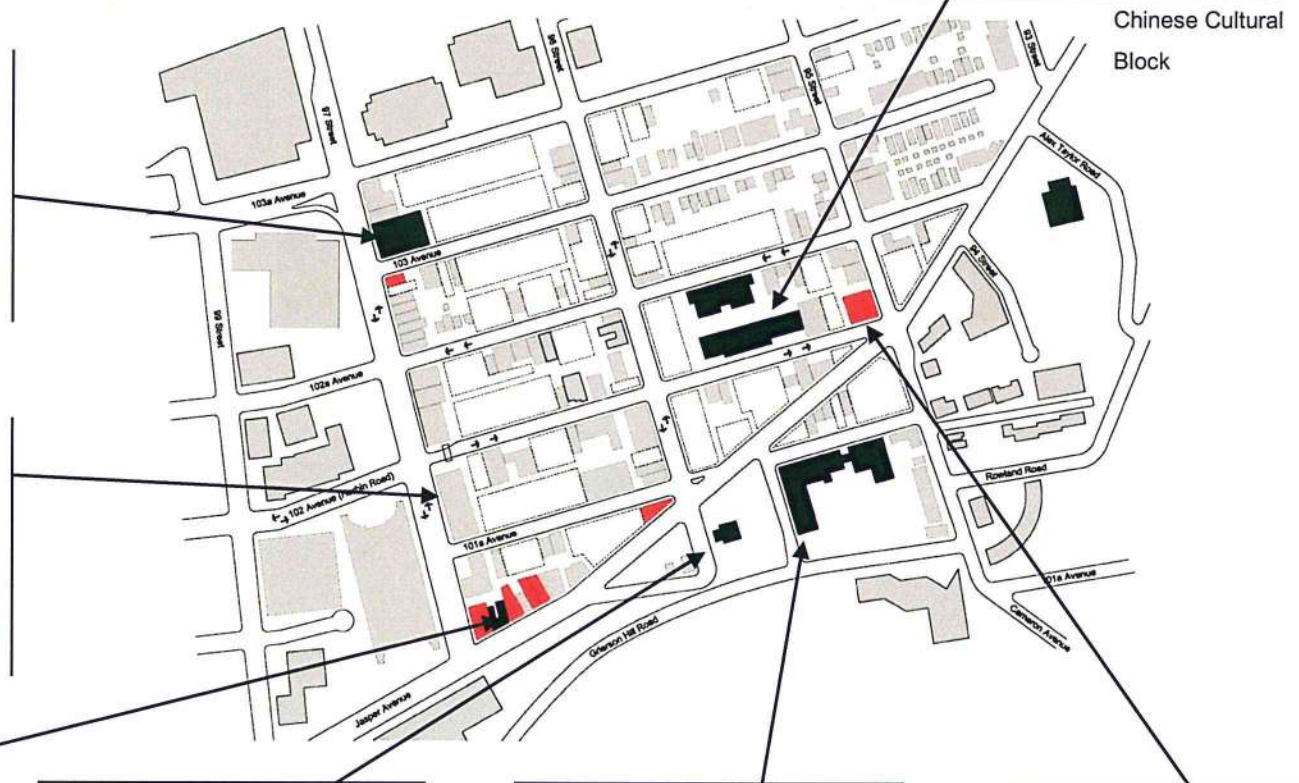 Chinese Cultural
Block
93 Street
96 Street
95 Street
97 Street
Alex Taylor Road
103a Avenue
103 Avenue
94 Street
99 Street
102a Avenue
Rowland Road
102 Avenue (Harbin Road)
101a Avenue
01a Avenue
Cameron Avenue
Grierson Hill Road
Jasper Avenue